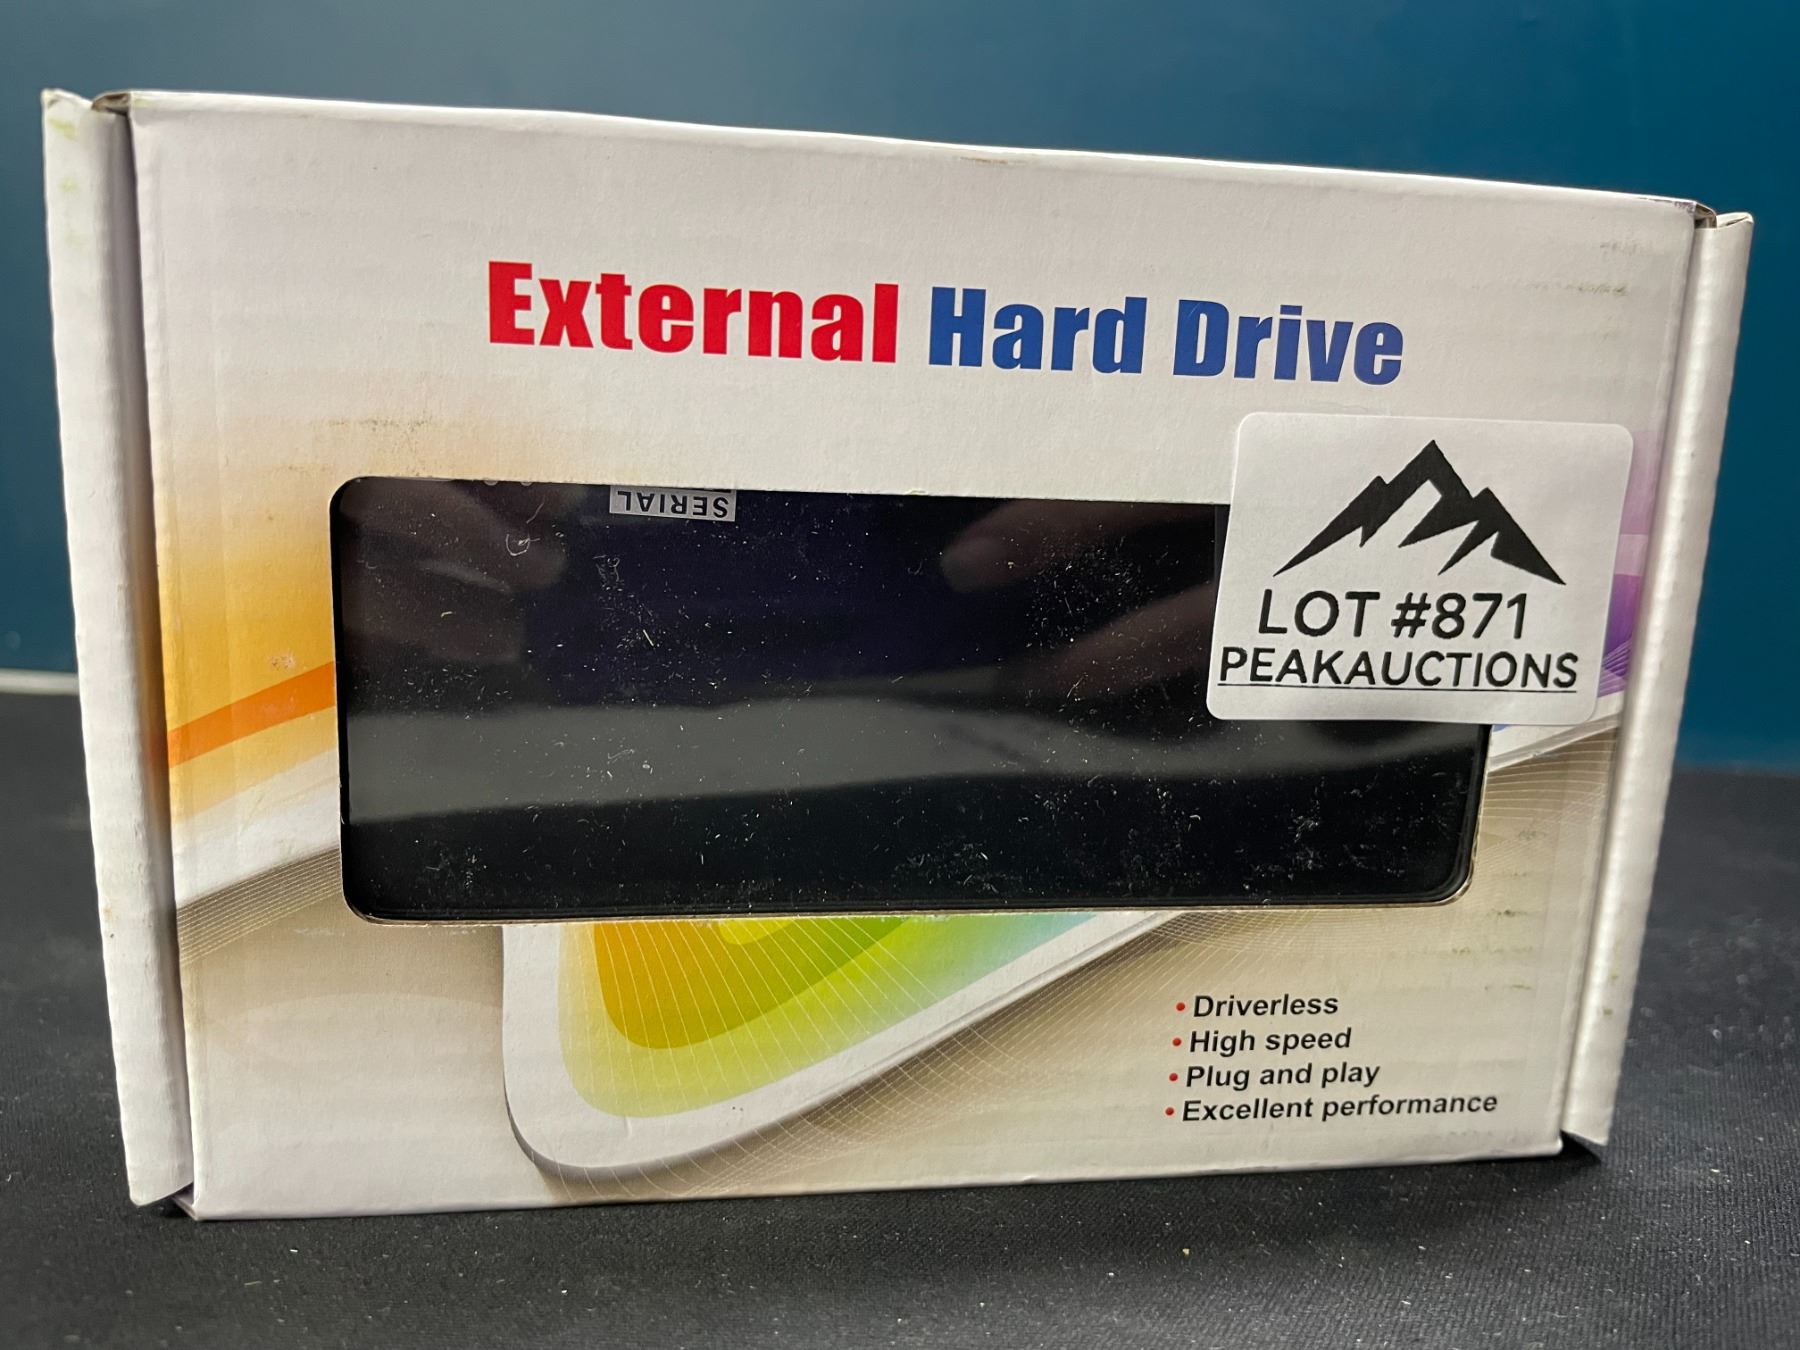 External Hard Drive
SERIAL
LOT #871
PEAKAUCTIONS
• Driverless
• High speed
• Plug and play
• Excellent performance